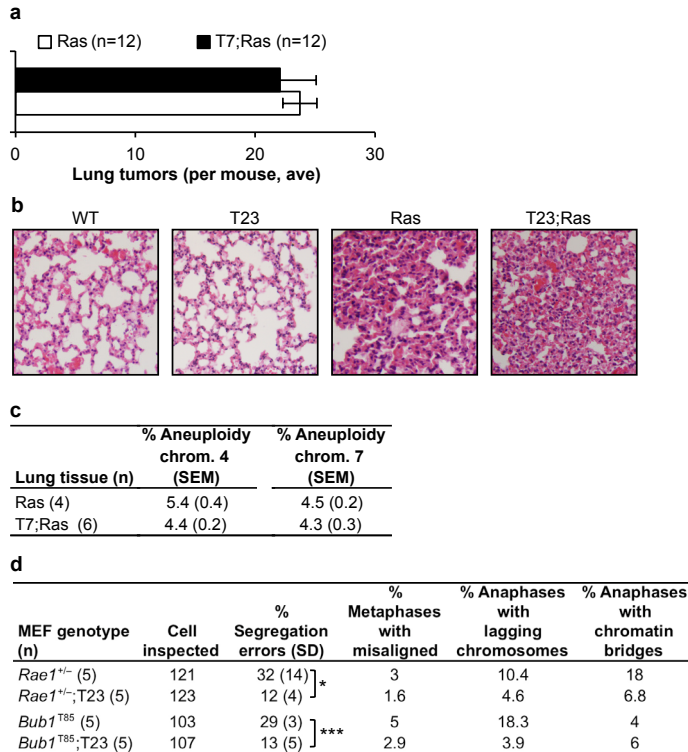 a
Ras (n=12) T7;Ras (n=12)
0 10 20 30
Lung tumors (per mouse, ave)
b
WT T23 Ras T23;Ras
c
% Aneuploidy % Aneuploidy
chrom. 4 chrom. 7
Lung tissue (n) (SEM) (SEM)
Ras (4) 5.4 (0.4) 4.5 (0.2)
T7;Ras (6) 4.4 (0.2) 4.3 (0.3)
d
% % Anaphases % Anaphases
% Metaphases with with
MEF genotype Cell Segregation with lagging chromatin
(n) inspected errors (SD) misaligned chromosomes bridges
Rae1+/– (5) 121 32 (14) 3 10.4 18
*
Rae1+/–;T23 (5) 123 12 (4) 1.6 4.6 6.8
Bub1T85 (5) 103 29 (3) 5 18.3 4
***
Bub1T85;T23 (5) 107 13 (5) 2.9 3.9 6